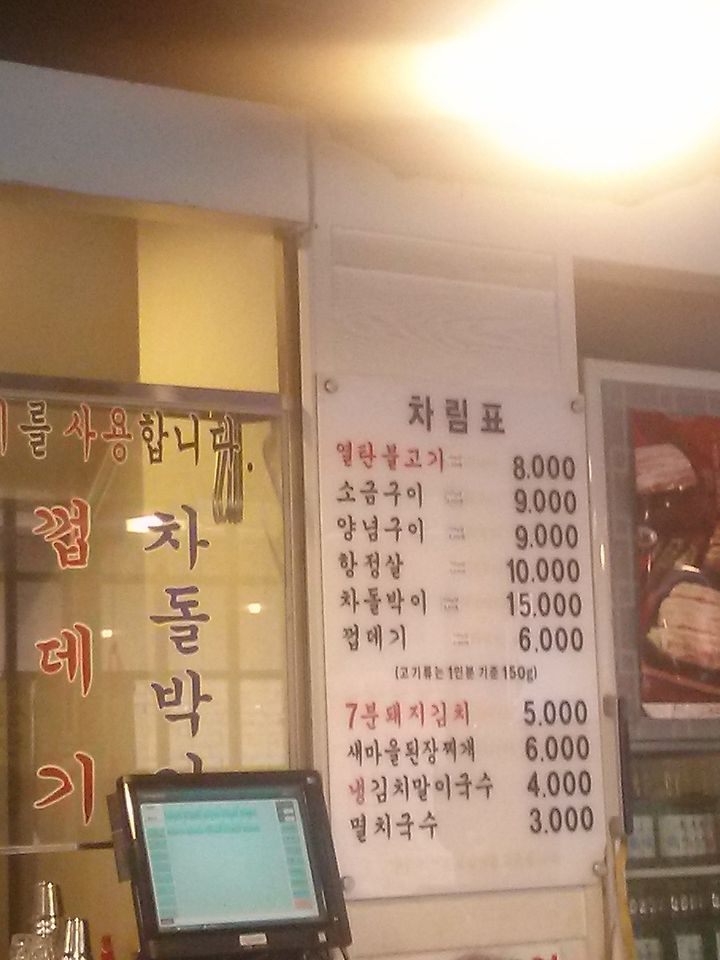 를 사용합니다.
껍데기
차돌박
차림표
열탄불고기 = 8.000
소금구이 = 9.000
양념구이 = 9.000
항정살 = 10.000
차돌박이 = 15.000
껍데기 = 6.000
(고기류는 1인분 기준 150g)
7분돼지김치 5.000
새마을된장찌개 6.000
냉김치말이국수 4.000
멸치국수 3.000